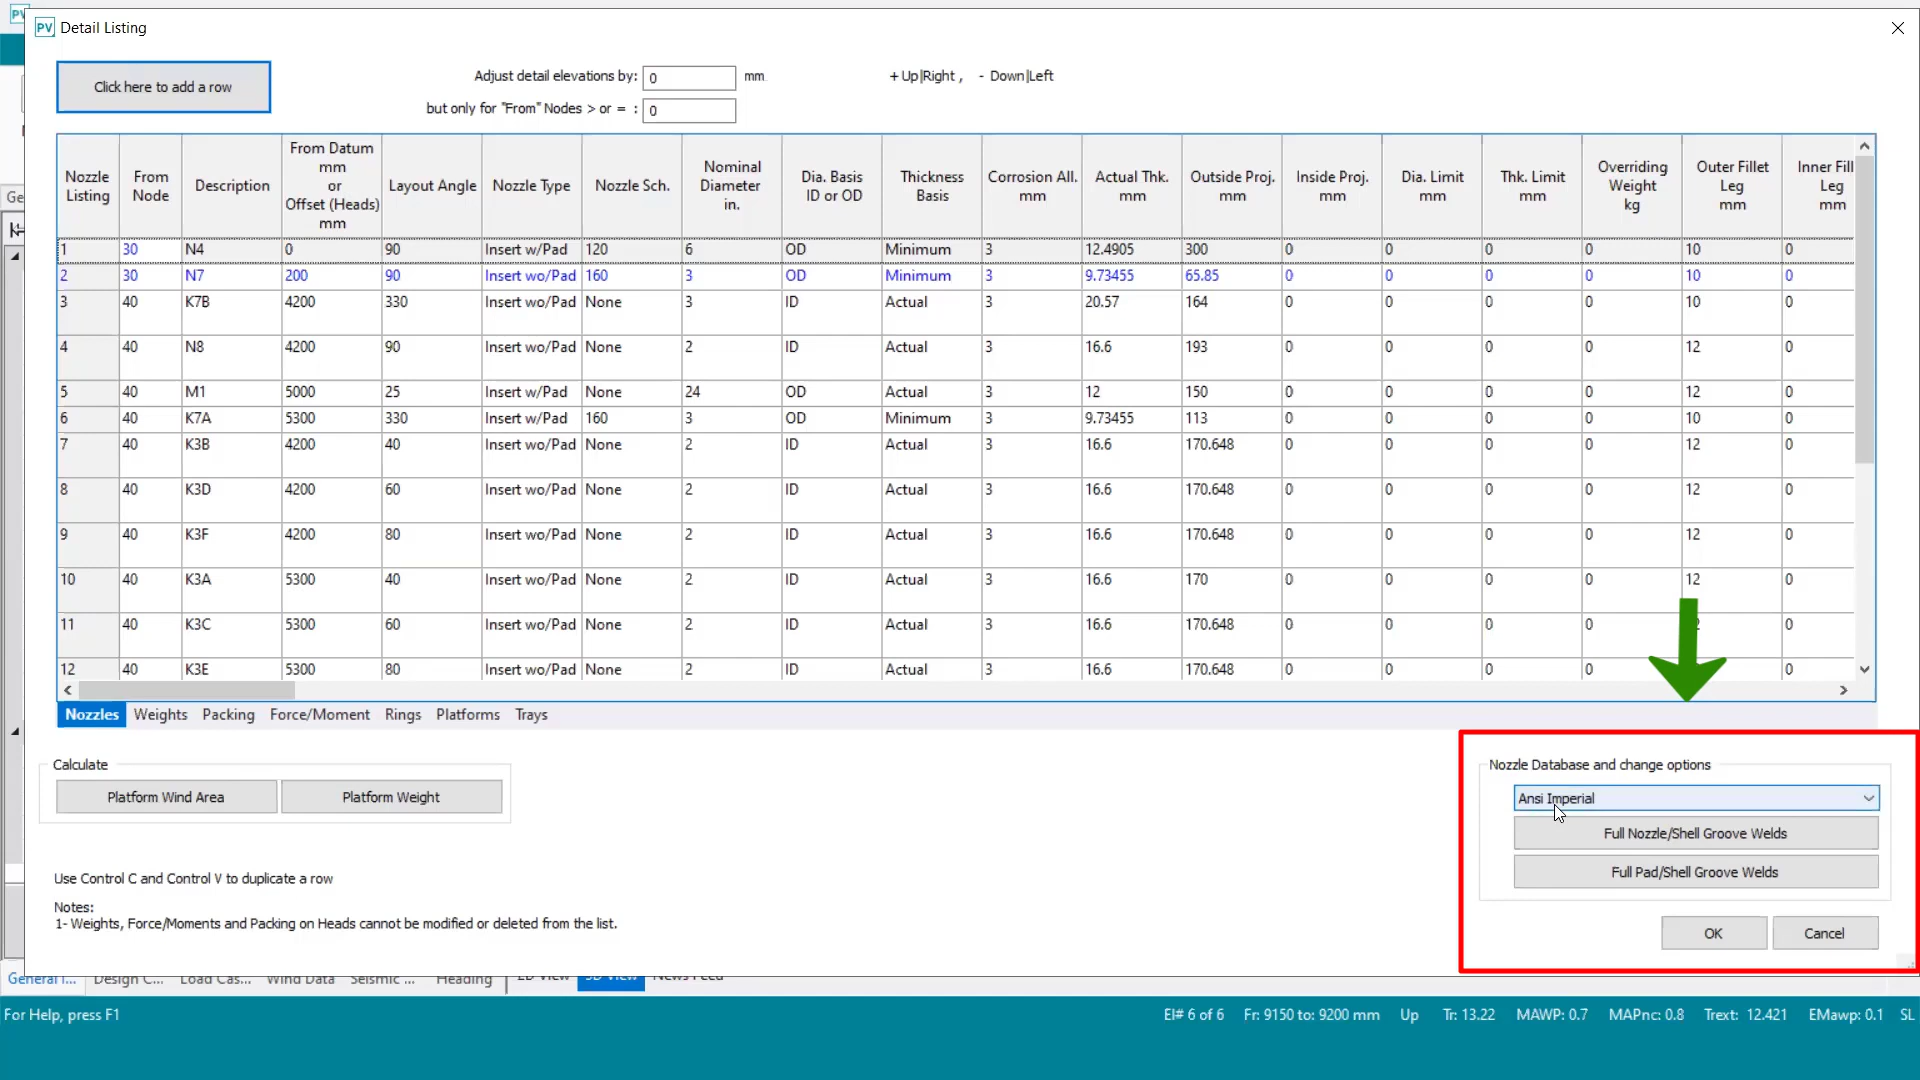 PV Detail Listing
Click here to add a row
Adjust detail elevations by: 0 mm + Up|Right , - Down|Left
but only for "From" Nodes > or = : 0
Nozzle Listing From Node Description From Datum mm or Offset (Heads) mm Layout Angle Nozzle Type Nozzle Sch. Nominal Diameter in. Dia. Basis ID or OD Thickness Basis Corrosion All. mm Actual Thk. mm Outside Proj. mm Inside Proj. mm Dia. Limit mm Thk. Limit mm Overriding Weight kg Outer Fillet Leg mm Inner Fill Leg mm
1 30 N4 0 90 Insert w/Pad 120 6 OD Minimum 3 12.4905 300 0 0 0 0 10 0
2 30 N7 200 90 Insert wo/Pad 160 3 OD Minimum 3 9.73455 65.85 0 0 0 0 10 0
3 40 K7B 4200 330 Insert wo/Pad None 3 ID Actual 3 20.57 164 0 0 0 0 10 0
4 40 N8 4200 90 Insert wo/Pad None 2 ID Actual 3 16.6 193 0 0 0 0 12 0
5 40 M1 5000 25 Insert w/Pad None 24 OD Actual 3 12 150 0 0 0 0 12 0
6 40 K7A 5300 330 Insert w/Pad 160 3 OD Minimum 3 9.73455 113 0 0 0 0 10 0
7 40 K3B 4200 40 Insert wo/Pad None 2 ID Actual 3 16.6 170.648 0 0 0 0 12 0
8 40 K3D 4200 60 Insert wo/Pad None 2 ID Actual 3 16.6 170.648 0 0 0 0 12 0
9 40 K3F 4200 80 Insert wo/Pad None 2 ID Actual 3 16.6 170.648 0 0 0 0 12 0
10 40 K3A 5300 40 Insert wo/Pad None 2 ID Actual 3 16.6 170 0 0 0 0 12 0
11 40 K3C 5300 60 Insert wo/Pad None 2 ID Actual 3 16.6 170.648 0 0 0 0 2 0
12 40 K3E 5300 80 Insert wo/Pad None 2 ID Actual 3 16.6 170.648 0 0 0 0 12 0
Nozzles Weights Packing Force/Moment Rings Platforms Trays
Calculate
Platform Wind Area Platform Weight
Nozzle Database and change options
Ansi Imperial
Full Nozzle/Shell Groove Welds
Full Pad/Shell Groove Welds
Use Control C and Control V to duplicate a row
Notes:
1- Weights, Force/Moments and Packing on Heads cannot be modified or deleted from the list.
OK Cancel
General I... Design C... Load Cas... Wind Data Seismic ... Heading 2D View 3D View News Feed
For Help, press F1 El# 6 of 6 Fr: 9150 to: 9200 mm Up Tr: 13.22 MAWP: 0.7 MAPnc: 0.8 Trext: 12.421 EMawp: 0.1 SL